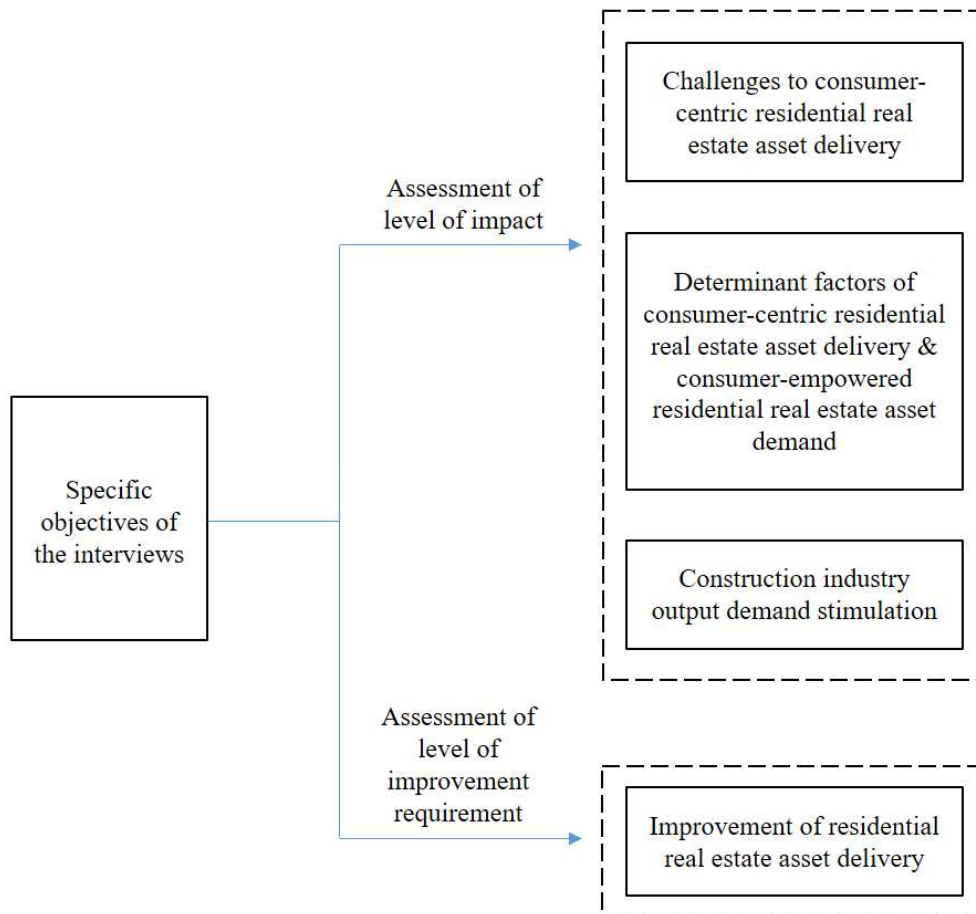 Challenges to consumer-
centric residential real
estate asset delivery
Assessment of
level of impact
Determinant factors of
consumer-centric residential
real estate asset delivery &
consumer-empowered
residential real estate asset
demand
Specific
objectives of
the interviews
Construction industry
output demand stimulation
Assessment of
level of
improvement
requirement
Improvement of residential
real estate asset delivery